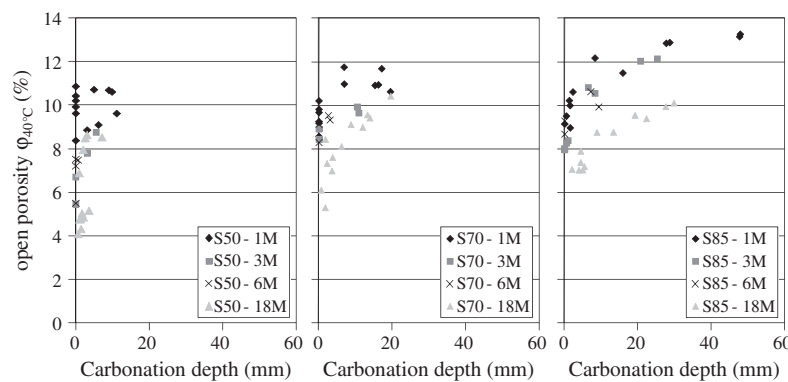 14
12
10
8
6
4
2
0
open porosity φ40°C (%)
S50 - 1M
S50 - 3M
S50 - 6M
S50 - 18M
0 20 40 60
Carbonation depth (mm)
S70 - 1M
S70 - 3M
S70 - 6M
S70 - 18M
0 20 40 60
Carbonation depth (mm)
S85 - 1M
S85 - 3M
S85 - 6M
S85 - 18M
0 20 40 60
Carbonation depth (mm)